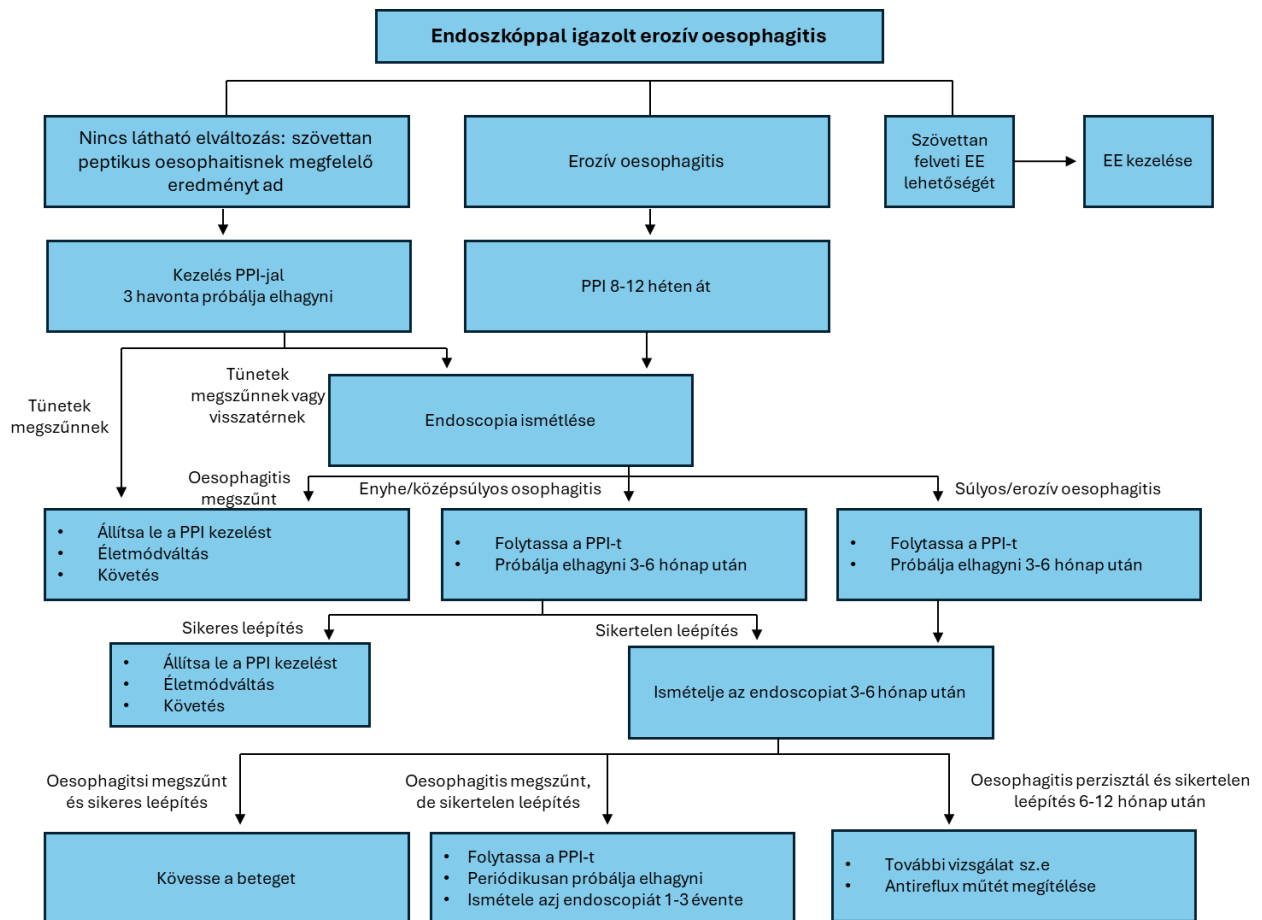 Endoszkóppal igazolt erozív oesophagitis
Nincs látható elváltozás: szövettan
peptikus oesophaitisnek megfelelő
eredményt ad
Erozív oesophagitis
Szövettan
felveti EE
lehetőségét
EE kezelése
Kezelés PPI-jal
3 havonta próbálja elhagyni
PPI 8-12 héten át
Tünetek
megszűnnek
Tünetek
megszűnnek vagy
visszatérnek
Endoscopia ismétlése
Oesophagitis
megszűnt
Enyhe/középsúlyos osophagitis
Súlyos/erozív oesophagitis
• Állítsa le a PPI kezelést
• Életmódváltás
• Követés
• Folytassa a PPI-t
• Próbálja elhagyni 3-6 hónap után
• Folytassa a PPI-t
• Próbálja elhagyni 3-6 hónap után
Sikeres leépítés
Sikertelen leépítés
• Állítsa le a PPI kezelést
• Életmódváltás
• Követés
Ismételje az endoscopiat 3-6 hónap után
Oesophagitsi megszűnt
és sikeres leépítés
Oesophagitis megszűnt,
de sikertelen leépítés
Oesophagitis perzisztál és sikertelen
leépítés 6-12 hónap után
Kövesse a beteget
• Folytassa a PPI-t
• Periódikusan próbálja elhagyni
• Ismétele azj endoscopiát 1-3 évente
• További vizsgálat sz.e
• Antireflux műtét megítélése